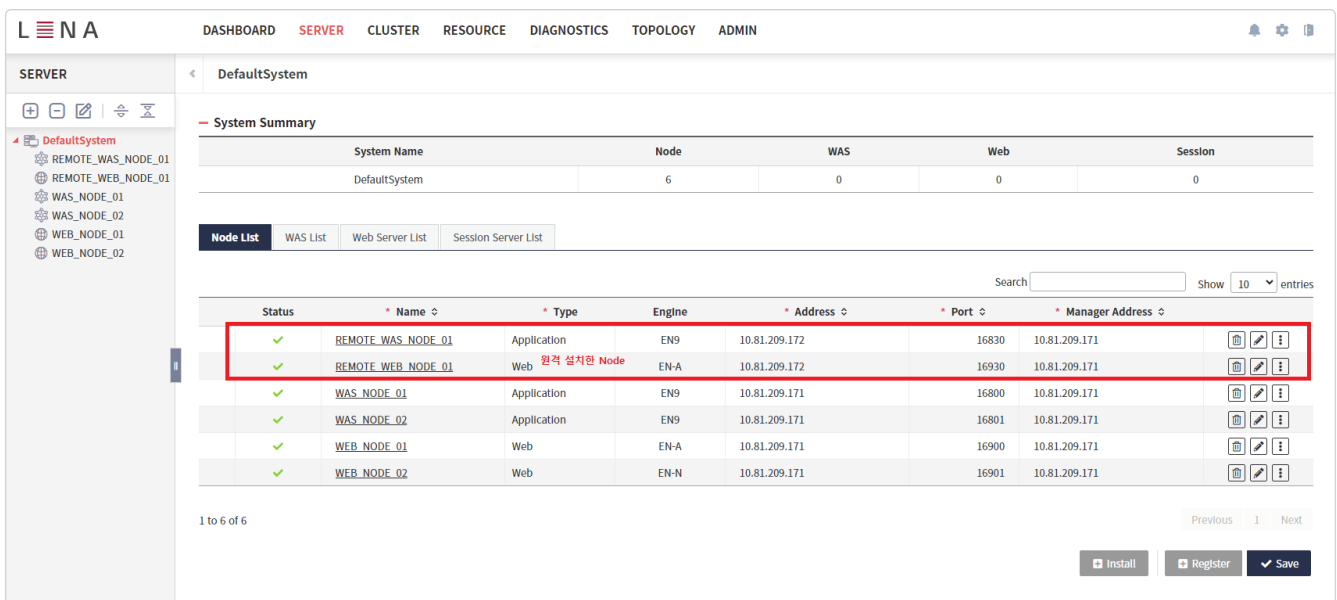 LENA DASHBOARD SERVER CLUSTER RESOURCE DIAGNOSTICS TOPOLOGY ADMIN
SERVER DefaultSystem
DefaultSystem
REMOTE_WAS_NODE_01
REMOTE_WEB_NODE_01
WAS_NODE_01
WAS_NODE_02
WEB_NODE_01
WEB_NODE_02
System Summary
System Name Node WAS Web Session
DefaultSystem 6 0 0 0
Node List WAS List Web Server List Session Server List
Search Show 10 entries
Status * Name * Type Engine * Address * Port * Manager Address
REMOTE_WAS_NODE_01 Application EN9 10.81.209.172 16830 10.81.209.171
원격 설치한 Node
REMOTE_WEB_NODE_01 Web EN-A 10.81.209.172 16930 10.81.209.171
WAS_NODE_01 Application EN9 10.81.209.171 16800 10.81.209.171
WAS_NODE_02 Application EN9 10.81.209.171 16801 10.81.209.171
WEB_NODE_01 Web EN-A 10.81.209.171 16900 10.81.209.171
WEB_NODE_02 Web EN-N 10.81.209.171 16901 10.81.209.171
1 to 6 of 6
Previous 1 Next
Install Register Save